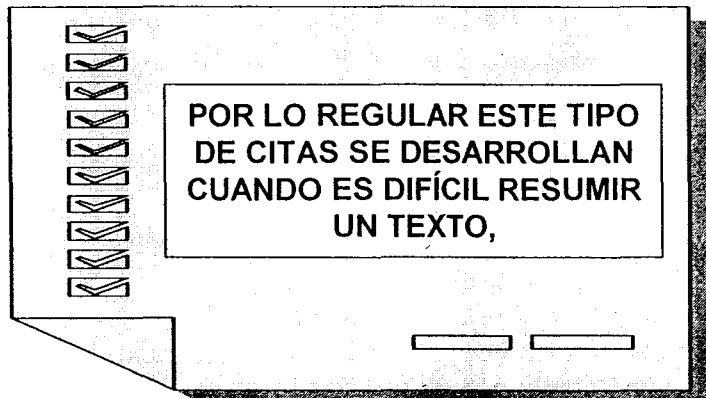 POR LO REGULAR ESTE TIPO
DE CITAS SE DESARROLLAN
CUANDO ES DIFÍCIL RESUMIR
UN TEXTO,